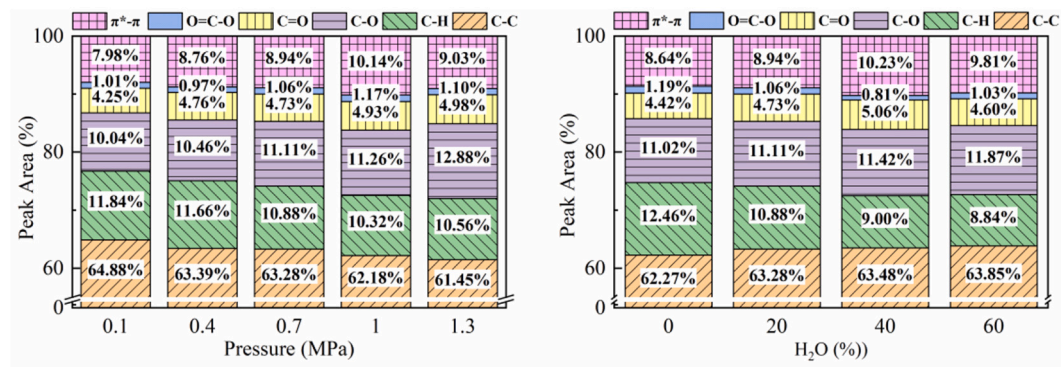 π*-π O=C-O C=O C-O C-H C-C
100
80
60
0
Peak Area (%)
7.98% 8.76% 8.94% 10.14% 9.03%
1.01% 0.97% 1.06% 1.17% 1.10%
4.25% 4.76% 4.73% 4.93% 4.98%
10.04% 10.46% 11.11% 11.26% 12.88%
11.84% 11.66% 10.88% 10.32% 10.56%
64.88% 63.39% 63.28% 62.18% 61.45%
0.1 0.4 0.7 1 1.3
Pressure (MPa)
π*-π O=C-O C=O C-O C-H C-C
100
80
60
0
Peak Area (%)
8.64% 8.94% 10.23% 9.81%
1.19% 1.06% 0.81% 1.03%
4.42% 4.73% 5.06% 4.60%
11.02% 11.11% 11.42% 11.87%
12.46% 10.88% 9.00% 8.84%
62.27% 63.28% 63.48% 63.85%
0 20 40 60
H₂O (%))